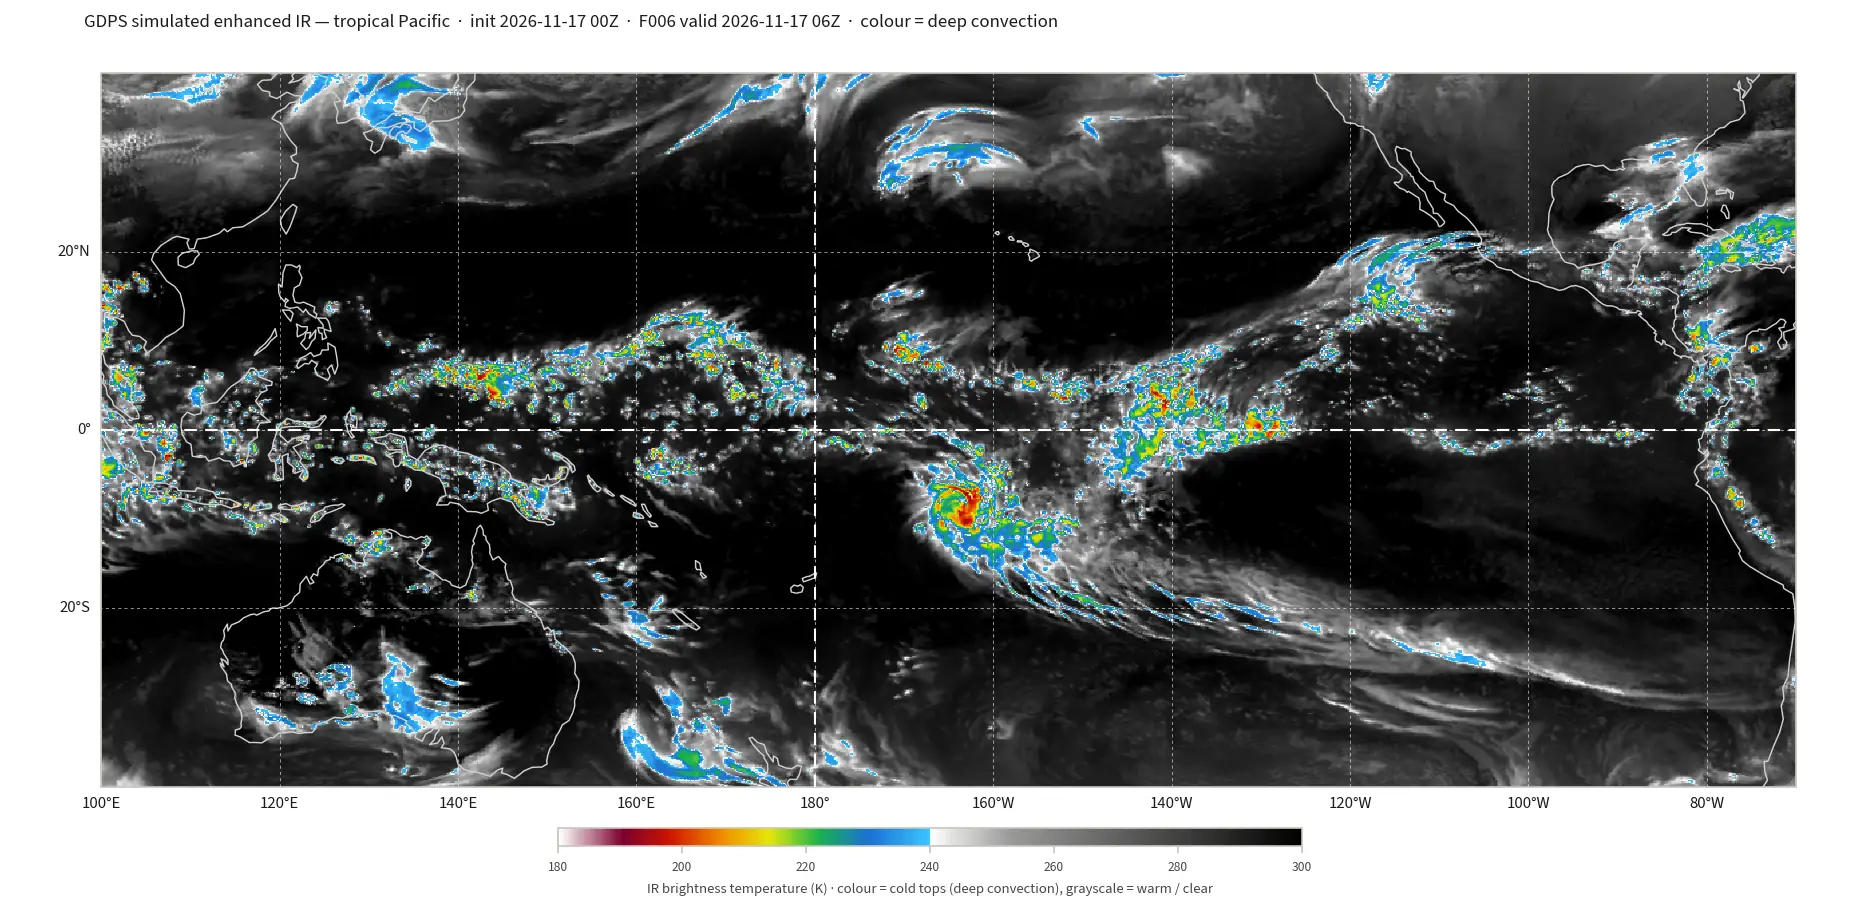 GDPS simulated enhanced IR — tropical Pacific · init 2026-11-17 00Z · F006 valid 2026-11-17 06Z · colour = deep convection
20°N
0°
20°S
100°E 120°E 140°E 160°E 180° 160°W 140°W 120°W 100°W 80°W
180 200 220 240 260 280 300
IR brightness temperature (K) · colour = cold tops (deep convection), grayscale = warm / clear